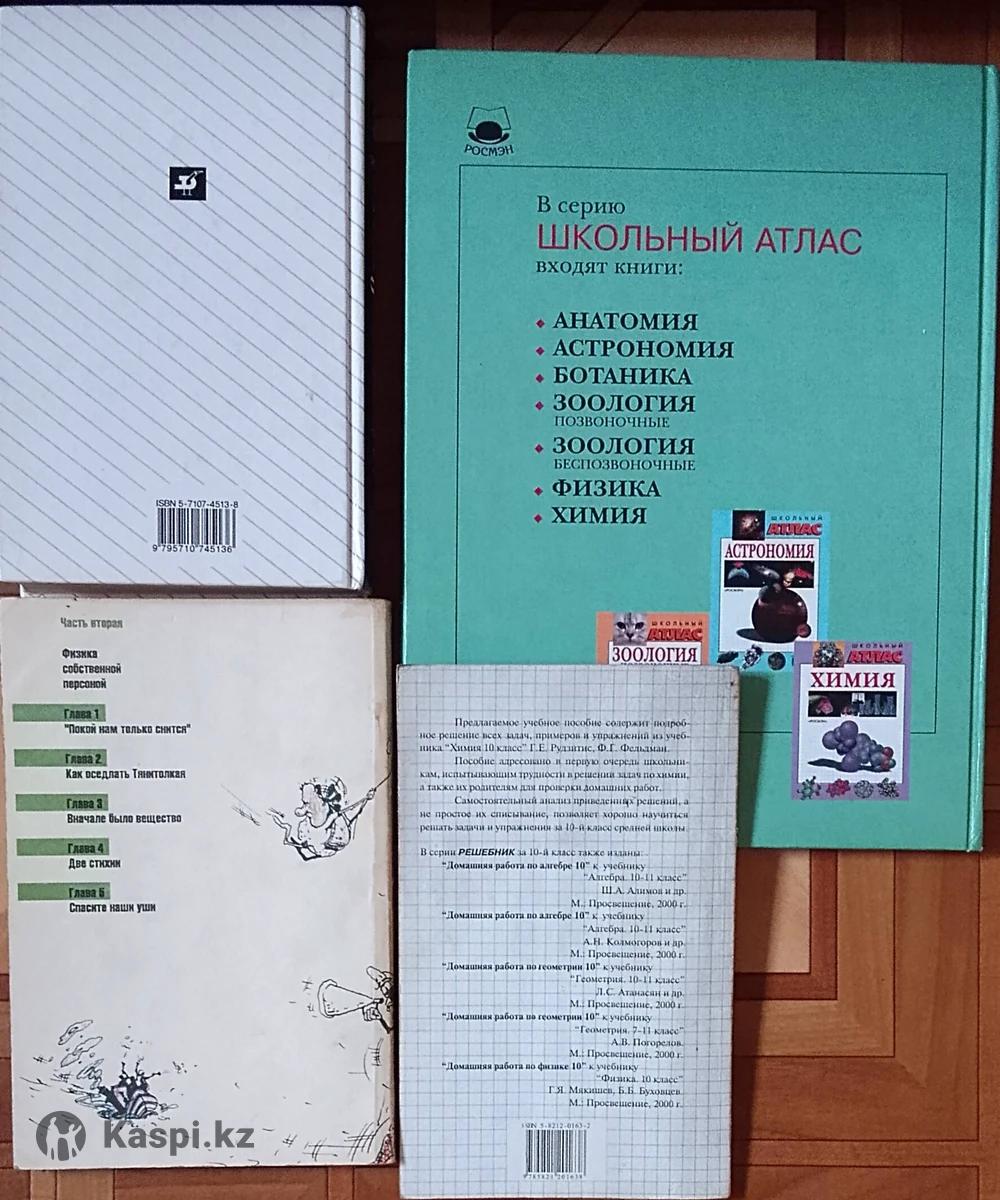 ISBN 5-7107-4513-8
9 795710 745136
РОСМЭН
В серию
ШКОЛЬНЫЙ АТЛАС
входят книги:
АНАТОМИЯ
АСТРОНОМИЯ
БОТАНИКА
ЗООЛОГИЯ
ПОЗВОНОЧНЫЕ
ЗООЛОГИЯ
БЕСПОЗВОНОЧНЫЕ
ФИЗИКА
ХИМИЯ
ШКОЛЬНЫЙ
АТЛАС
АСТРОНОМИЯ
ШКОЛЬНЫЙ
АТЛАС
ЗООЛОГИЯ
ШКОЛЬНЫЙ
АТЛАС
ХИМИЯ
Часть вторая
Физика
собственной
персоной
Глава 1
"Покой нам только снится"
Глава 2
Как оседлать Тянитолкая
Глава 3
Вначале было вещество
Глава 4
Две стихии
Глава 5
Спасите наши уши
Предлагаемое учебное пособие содержит подроб-
ное решение всех задач, примеров и упражнений из учеб-
ника "Химия 10 класс" Г.Е. Рудзитис, Ф.Г. Фельдман.
Пособие адресовано в первую очередь школьни-
кам, испытывающим трудности в решении задач по химии,
а также их родителям для проверки домашних работ.
Самостоятельный анализ приведенных решений, а
не простое их списывание, позволяет хорошо научиться
решать задачи и упражнения за 10-й класс средней школы.
В серии РЕШЕБНИК за 10-й класс также изданы:
"Домашняя работа по алгебре 10" к учебнику
"Алгебра. 10-11 класс"
Ш.А. Алимов и др.
М.: Просвещение, 2000 г.
"Домашняя работа по алгебре 10" к учебнику
"Алгебра. 10-11 класс"
А.Н. Колмогоров и др.
М.: Просвещение, 2000 г.
"Домашняя работа по геометрии 10" к учебнику
"Геометрия. 10-11 класс"
Л.С. Атанасян и др.
М.: Просвещение, 2000 г.
"Домашняя работа по геометрии 10" к учебнику
"Геометрия. 7-11 класс"
А.В. Погорелов.
М.: Просвещение, 2000 г.
"Домашняя работа по физике 10" к учебнику
"Физика. 10 класс"
Г.Я. Мякишев, Б.Б. Буховцев.
М.: Просвещение, 2000 г.
ISBN 5-8212-0163-2
9785821201638
Kaspi.kz